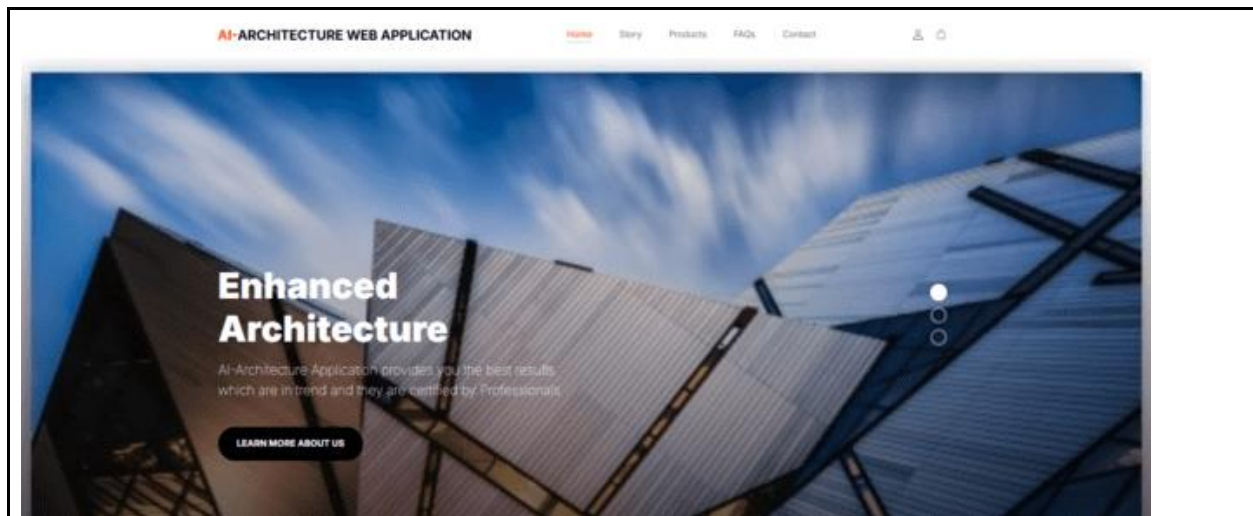 AI-ARCHITECTURE WEB APPLICATION
Home Story Products FAQs Contact
Enhanced
Architecture
AI-Architecture Application provides you the best results
which are in trend and they are certified by Professionals
LEARN MORE ABOUT US